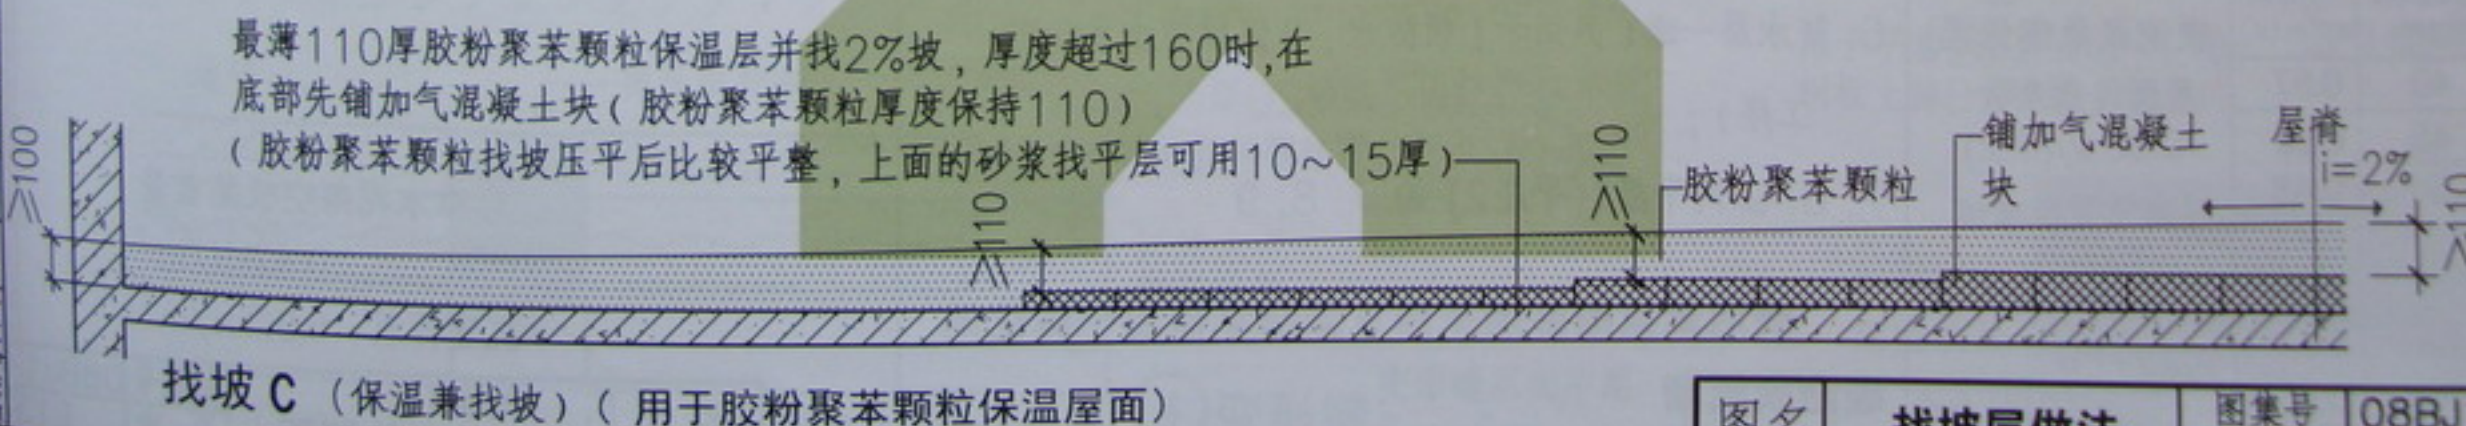 最薄110厚胶粉聚苯颗粒保温层并找2%坡，厚度超过160时,在
底部先铺加气混凝土块(胶粉聚苯颗粒厚度保持110)
(胶粉聚苯颗粒找坡压平后比较平整，上面的砂浆找平层可用10~15厚)
≥100
≥110
≥110
胶粉聚苯颗粒
铺加气混凝土
块
屋脊
i=2%
≥110
找坡C (保温兼找坡)(用于胶粉聚苯颗粒保温屋面)
图名
找坡层做法
图集号
08BJ